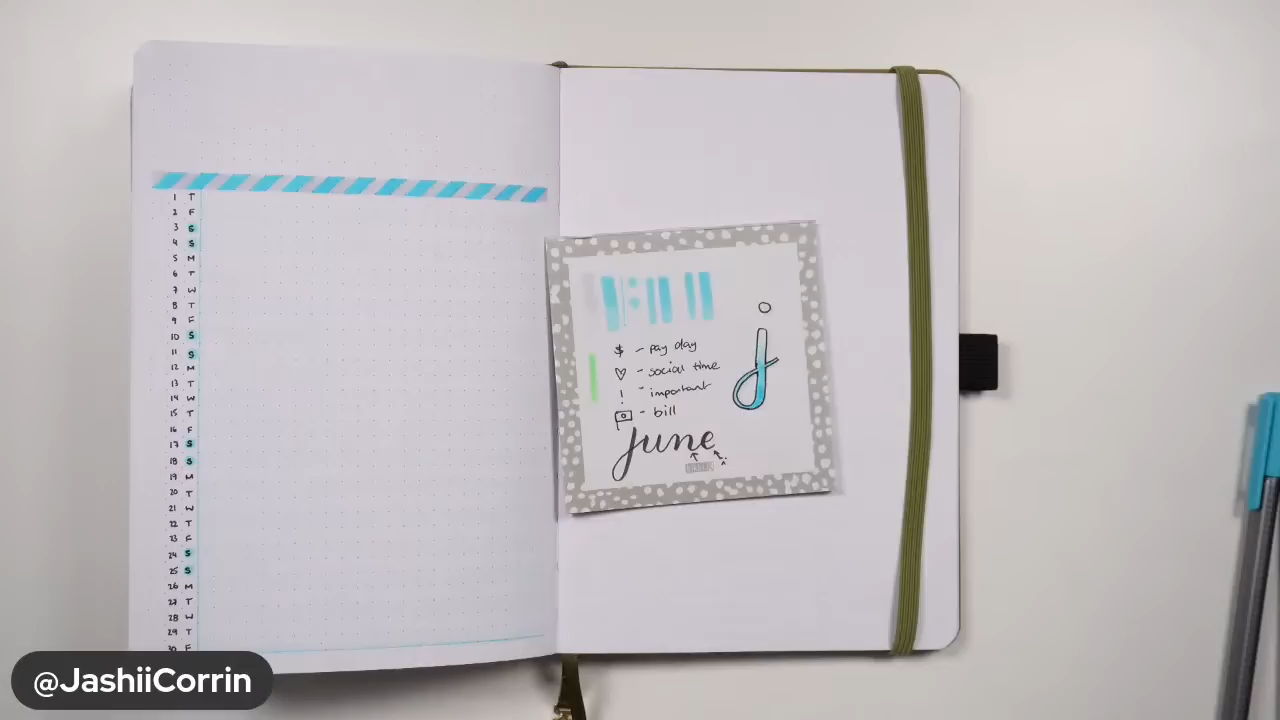 1 T
2 F
3 S
4 S
5 M
6 T
7 W
8 T
9 F
10 S
11 S
12 M
13 T
14 W
15 T
16 F
17 S
18 S
19 M
20 T
21 W
22 T
23 F
24 S
25 S
26 M
27 T
28 W
29 T
30 F
$ - pay day
♡ - social time
! - important
- bill
j
june
@JashiiCorrin